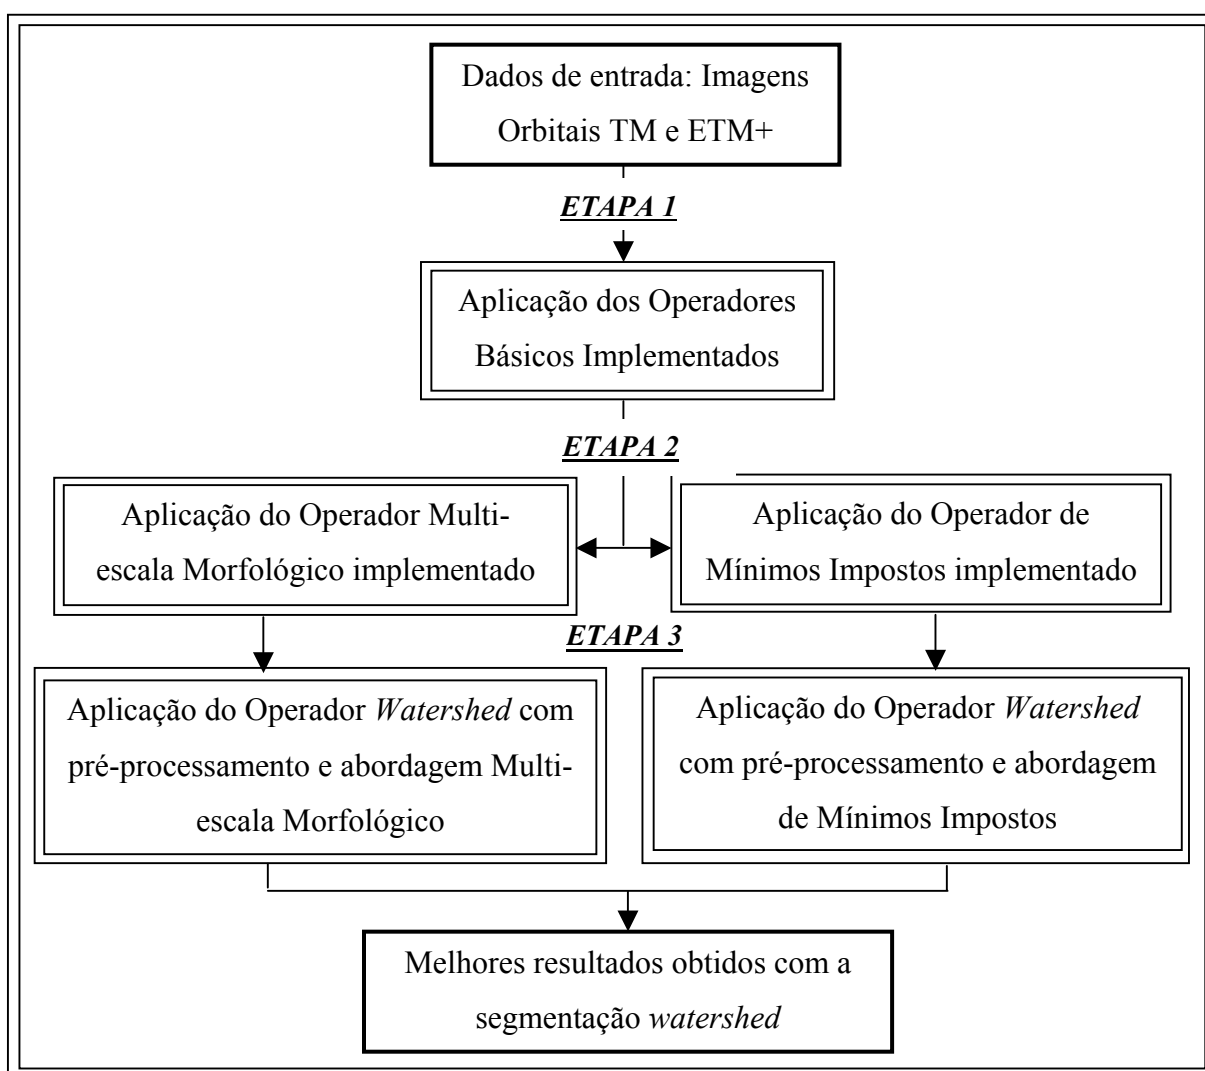 Dados de entrada: Imagens
Orbitais TM e ETM+
ETAPA 1
Aplicação dos Operadores
Básicos Implementados
ETAPA 2
Aplicação do Operador Multi-
escala Morfológico implementado
Aplicação do Operador de
Mínimos Impostos implementado
ETAPA 3
Aplicação do Operador Watershed com
pré-processamento e abordagem Multi-
escala Morfológico
Aplicação do Operador Watershed
com pré-processamento e abordagem
de Mínimos Impostos
Melhores resultados obtidos com a
segmentação watershed